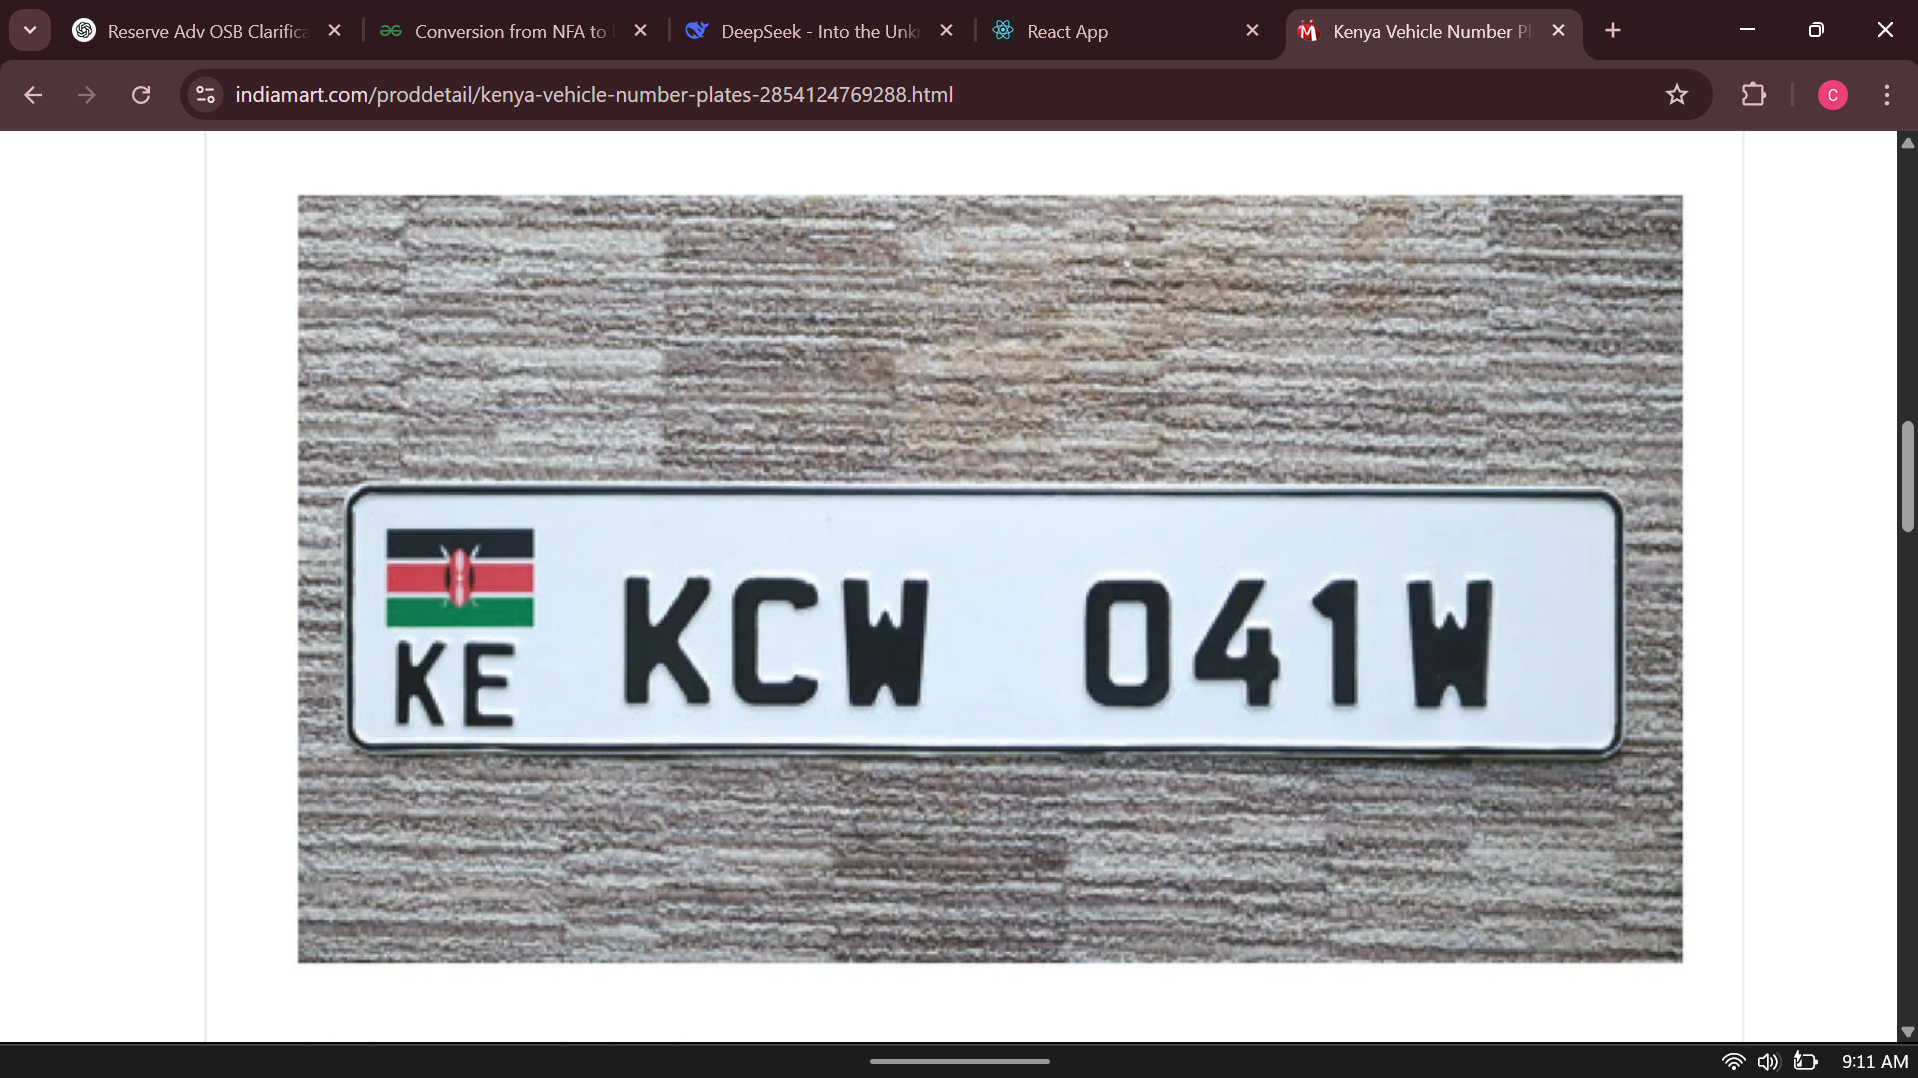 Reserve Adv OSB Clarifica
Conversion from NFA to
DeepSeek - Into the Unk
React App
Kenya Vehicle Number Pl
indiamart.com/proddetail/kenya-vehicle-number-plates-2854124769288.html
C
KE KCW 041W
9:11 AM